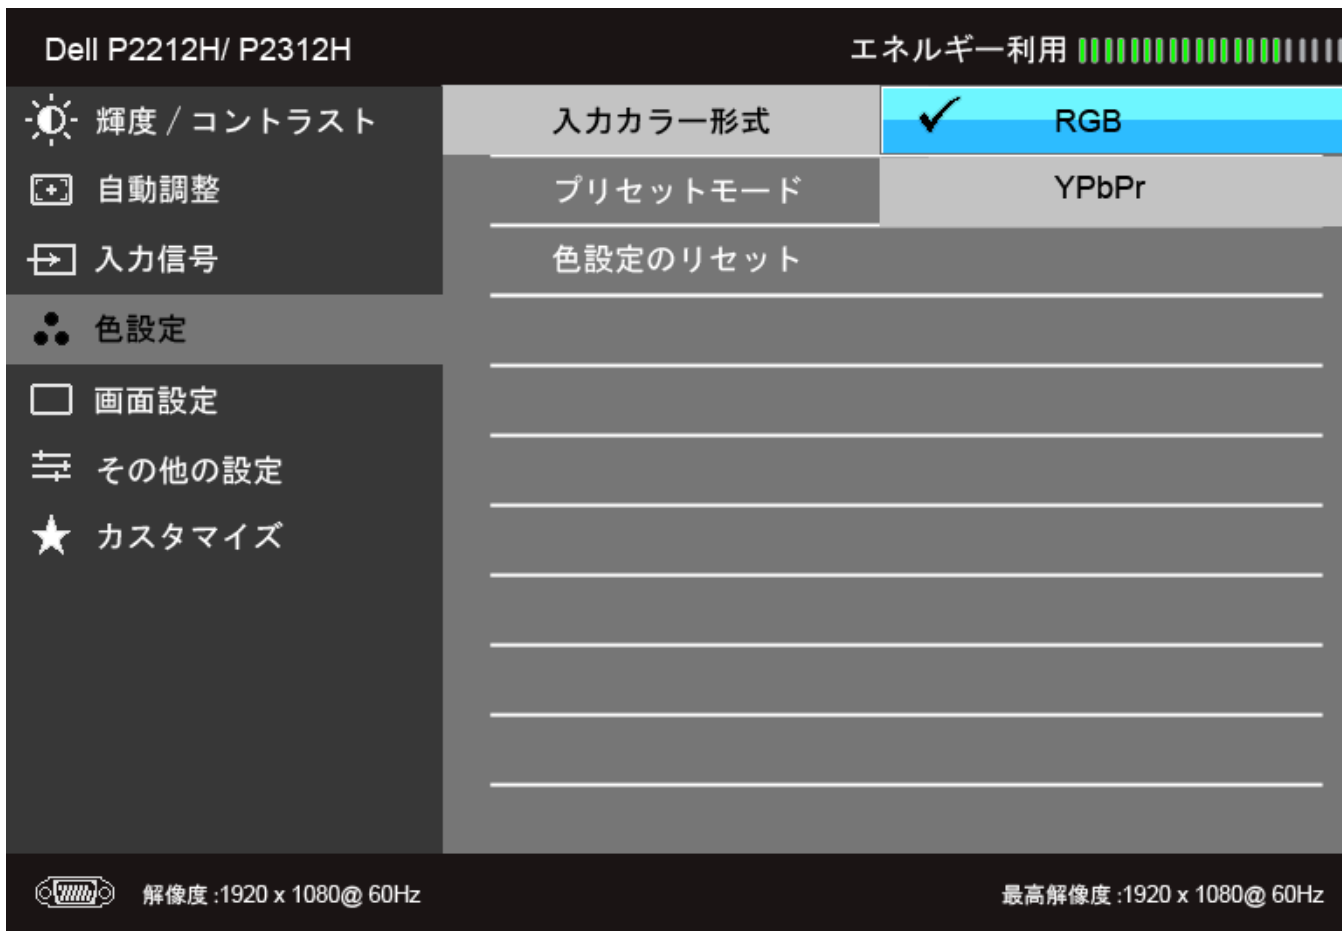 Dell P2212H/ P2312H
エネルギー利用
輝度 / コントラスト
入力カラー形式
RGB
自動調整
プリセットモード
YPbPr
入力信号
色設定のリセット
色設定
画面設定
その他の設定
カスタマイズ
解像度 :1920 x 1080@ 60Hz
最高解像度 :1920 x 1080@ 60Hz